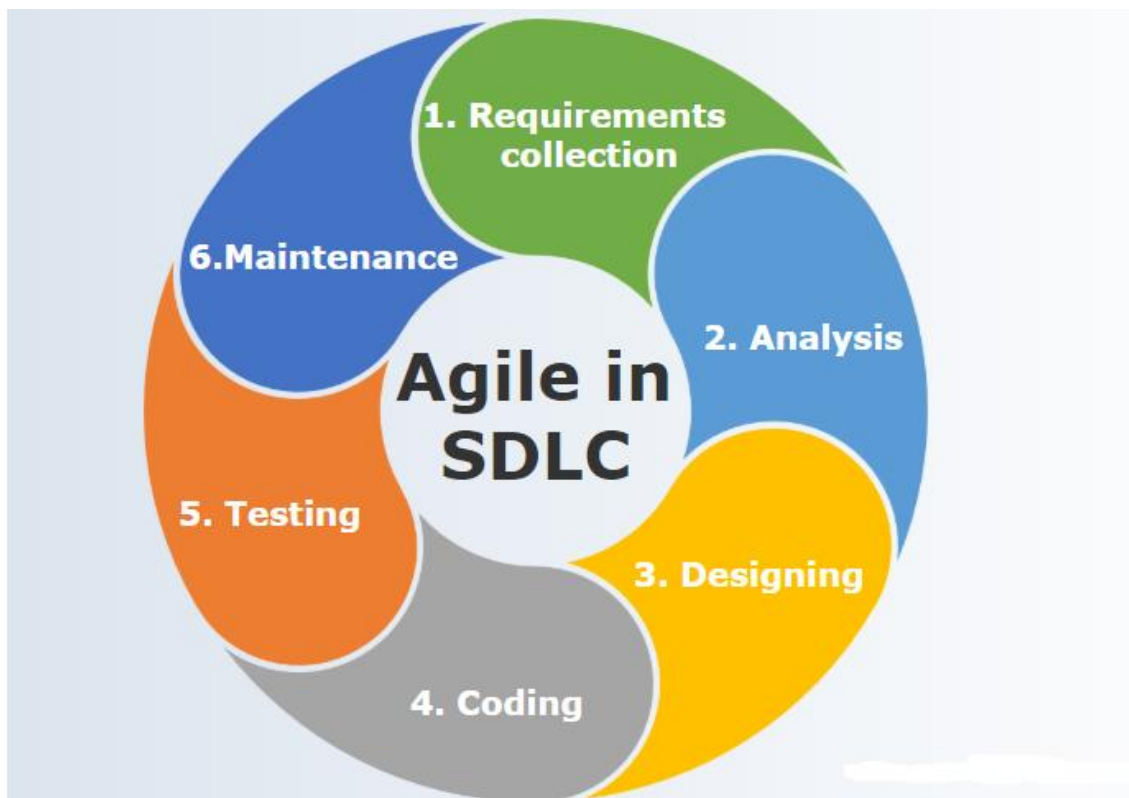 1. Requirements
collection
2. Analysis
3. Designing
4. Coding
5. Testing
6.Maintenance
Agile in
SDLC